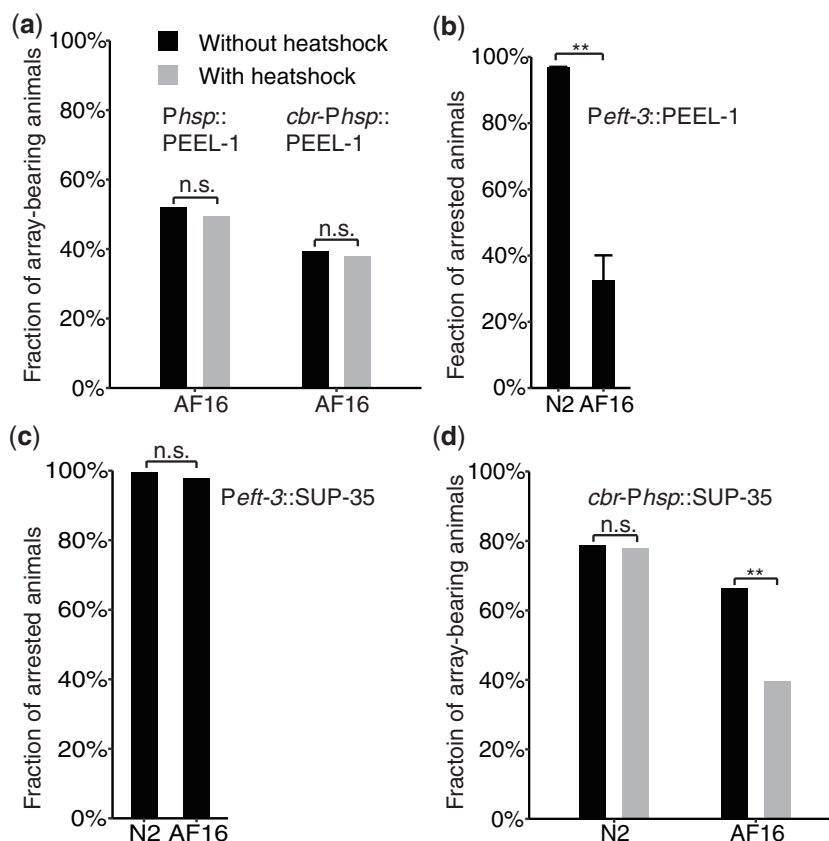 (a)
Fraction of array-bearing animals
100%
80%
60%
40%
20%
0%
Without heatshock
With heatshock
Phsp::
PEEL-1
cbr-Phsp::
PEEL-1
n.s.
n.s.
AF16
AF16
(b)
Feaction of arrested animals
100%
80%
60%
40%
20%
0%
**
Peft-3::PEEL-1
N2
AF16
(c)
Fraction of arrested animals
100%
80%
60%
40%
20%
0%
n.s.
Peft-3::SUP-35
N2
AF16
(d)
Fractoin of array-bearing animals
100%
80%
60%
40%
20%
0%
cbr-Phsp::SUP-35
n.s.
**
N2
AF16